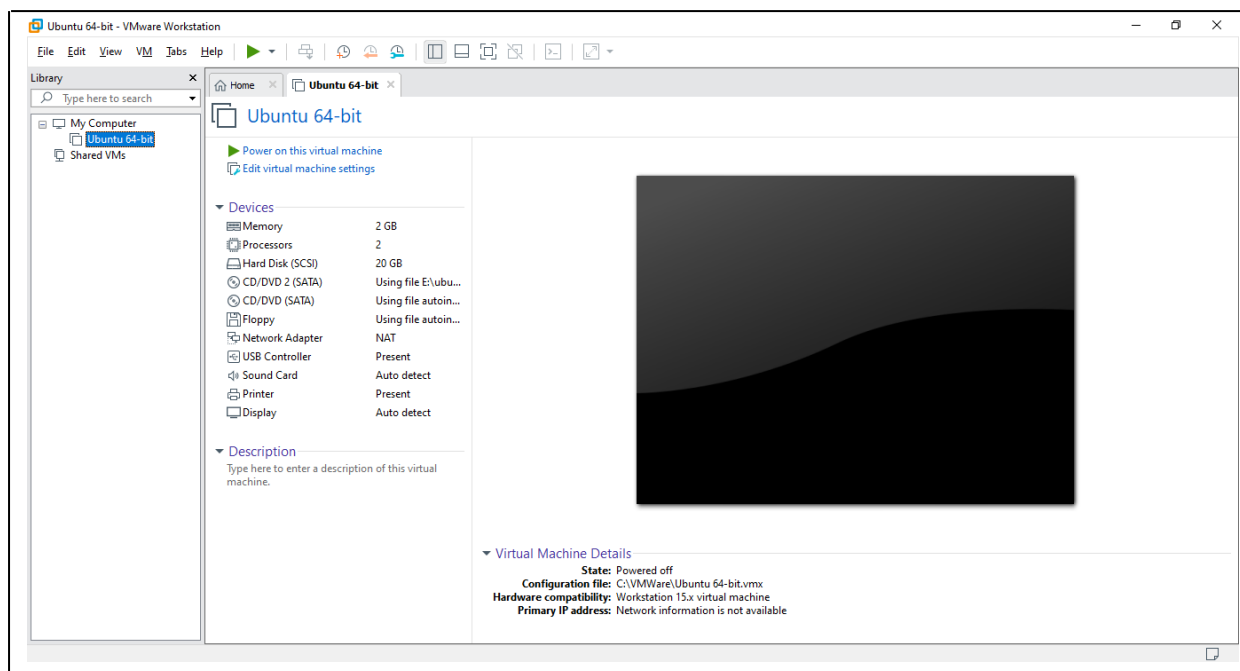 Ubuntu 64-bit - VMware Workstation
File Edit View VM Tabs Help
Library
Type here to search
My Computer
Ubuntu 64-bit
Shared VMs
Home
Ubuntu 64-bit
Ubuntu 64-bit
Power on this virtual machine
Edit virtual machine settings
Devices
Memory 2 GB
Processors 2
Hard Disk (SCSI) 20 GB
CD/DVD 2 (SATA) Using file E:\ubu...
CD/DVD (SATA) Using file autoin...
Floppy Using file autoin...
Network Adapter NAT
USB Controller Present
Sound Card Auto detect
Printer Present
Display Auto detect
Description
Type here to enter a description of this virtual
machine.
Virtual Machine Details
State: Powered off
Configuration file: C:\VMWare\Ubuntu 64-bit.vmx
Hardware compatibility: Workstation 15.x virtual machine
Primary IP address: Network information is not available